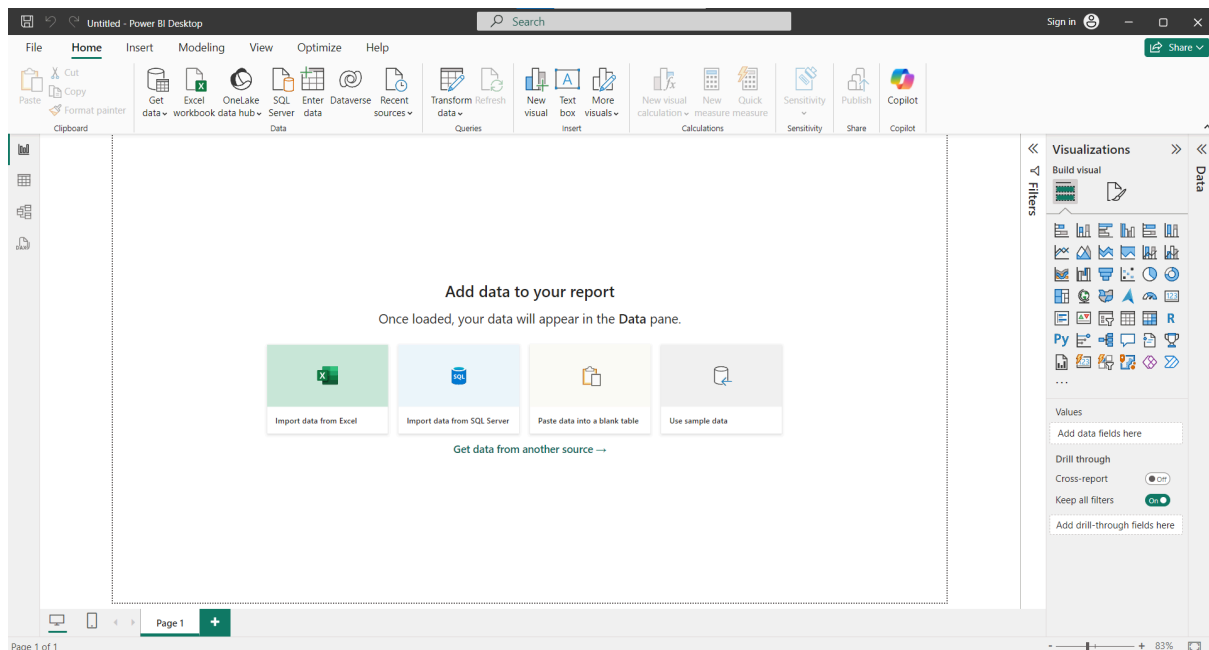 Untitled - Power BI Desktop
Search
Sign in
File Home Insert Modeling View Optimize Help
Share
Paste
Cut
Copy
Format painter
Clipboard
Get data
Excel workbook
OneLake data hub
SQL Server
Enter data
Dataverse
Recent sources
Data
Transform data
Refresh
Queries
New visual
Text box
More visuals
Insert
New visual calculation
New measure
Quick measure
Calculations
Sensitivity
Sensitivity
Publish
Share
Copilot
Copilot
Add data to your report
Once loaded, your data will appear in the Data pane.
Import data from Excel
Import data from SQL Server
Paste data into a blank table
Use sample data
Get data from another source →
Filters
Visualizations
Build visual
123
R
Py
Values
Add data fields here
Drill through
Cross-report
Off
Keep all filters
On
Add drill-through fields here
Data
Page 1
Page 1 of 1
83%